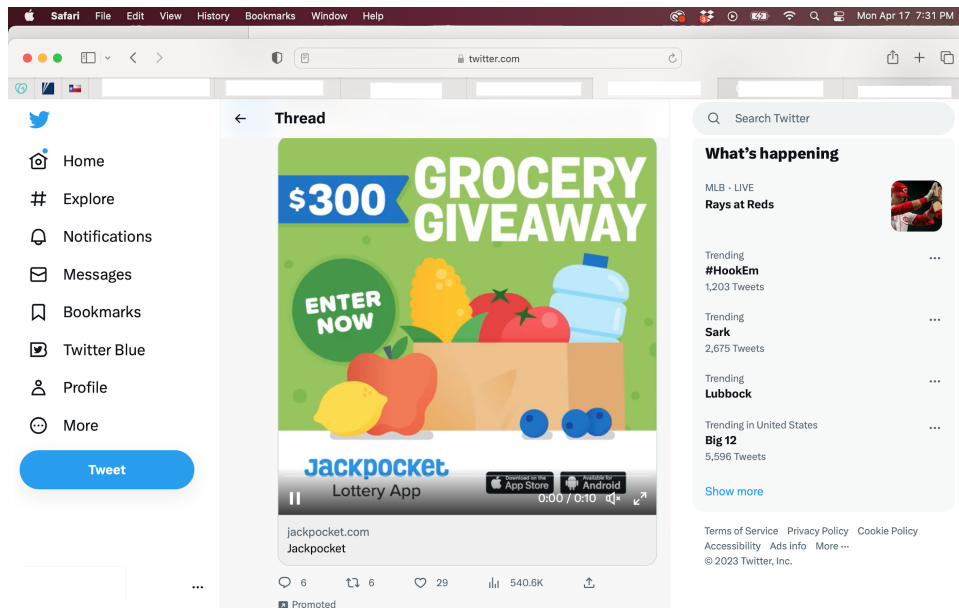 Safari File Edit View History Bookmarks Window Help
3
Mon Apr 17 7:31 PM
twitter.com
Thread
Search Twitter
Home
Explore
Notifications
Messages
Bookmarks
Twitter Blue
Profile
More
Tweet
$300 GROCERY
GIVEAWAY
ENTER
NOW
Jackpocket
Lottery App
Download on the
App Store
Available for
Android
0:00 / 0:10
jackpocket.com
Jackpocket
6 6 29 540.6K
Promoted
What's happening
MLB · LIVE
Rays at Reds
Trending
#HookEm
1,203 Tweets
Trending
Sark
2,675 Tweets
Trending
Lubbock
Trending in United States
Big 12
5,596 Tweets
Show more
Terms of Service Privacy Policy Cookie Policy
Accessibility Ads info More ···
© 2023 Twitter, Inc.